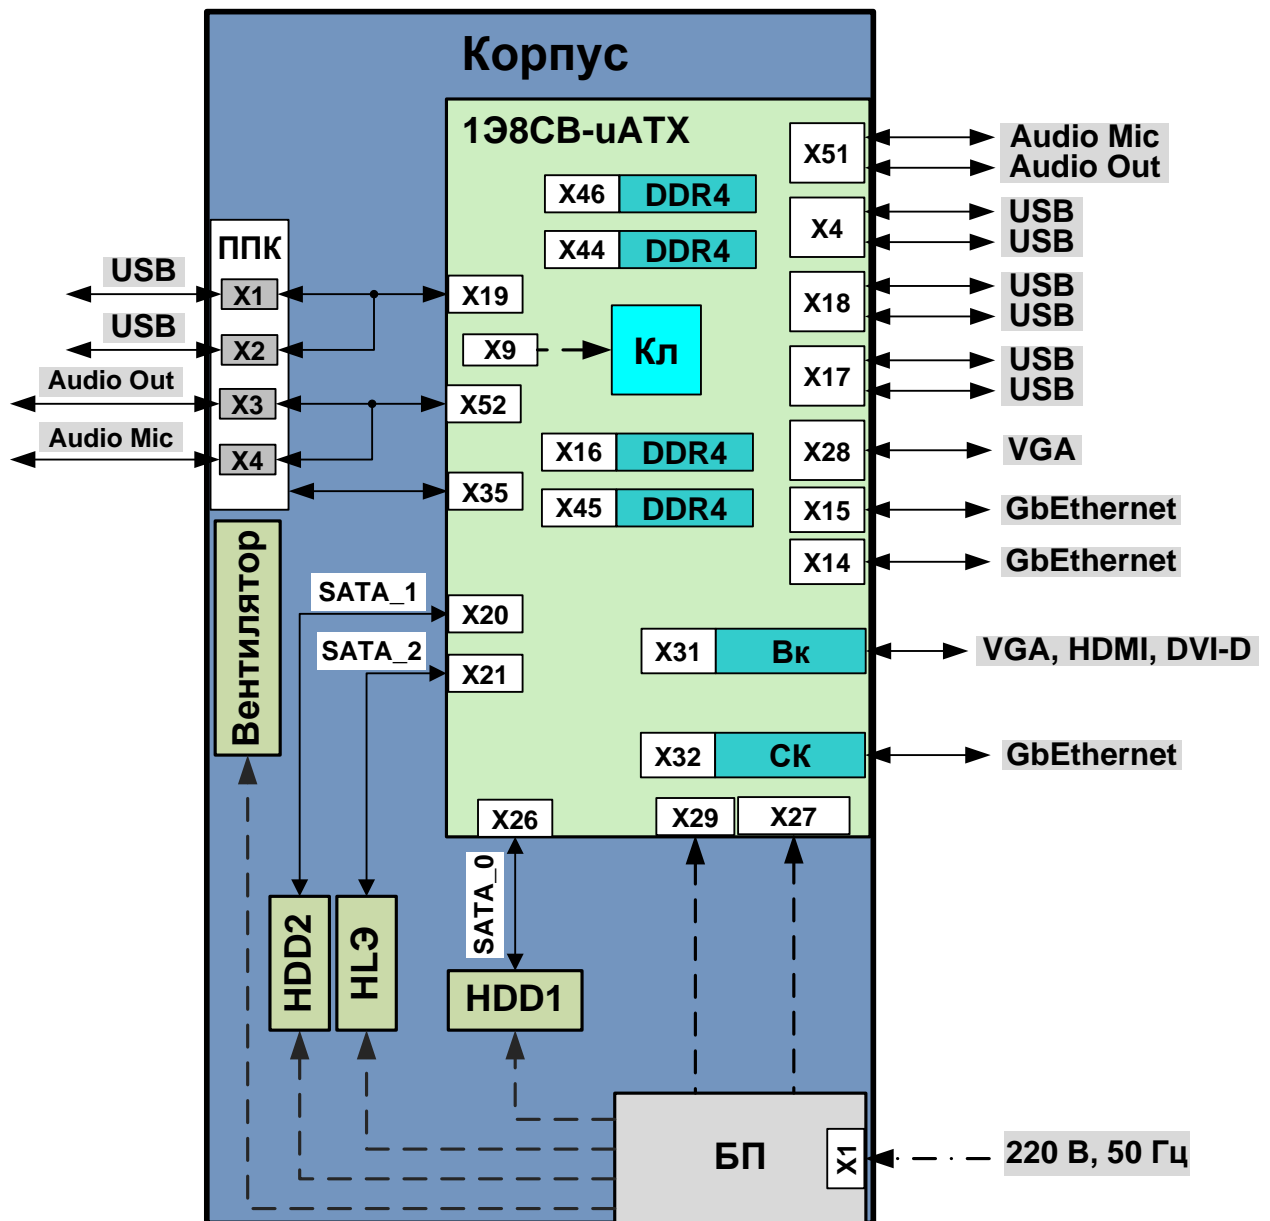 Корпус
1Э8СВ-uATX
X51
Audio Mic
Audio Out
X46
DDR4
X4
USB
USB
X44
DDR4
ППК
USB
X1
X19
X18
USB
USB
USB
X2
X9
Кл
X17
USB
USB
Audio Out
X3
X52
Audio Mic
X4
X16
DDR4
X28
VGA
X35
X45
DDR4
X15
GbEthernet
X14
GbEthernet
Вентилятор
SATA_1
X20
SATA_2
X21
X31
Вк
VGA, HDMI, DVI-D
X32
СК
GbEthernet
X26
X29
X27
SATA_0
HDD2
HLЭ
HDD1
БП
X1
220 В, 50 Гц